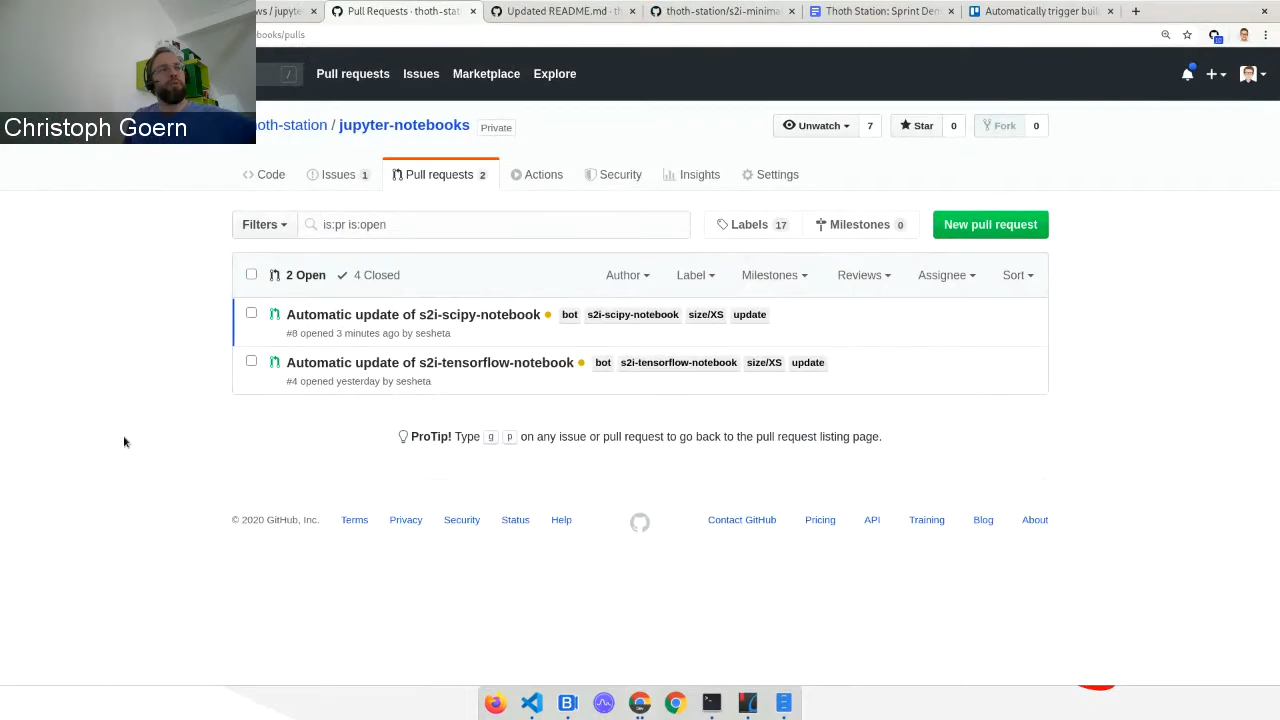 ws / jupyter
Pull Requests · thoth-stat
Updated README.md · th
thoth-station/s2i-minima
Thoth Station: Sprint Dem
Automatically trigger buil
books/pulls
/
Pull requests
Issues
Marketplace
Explore
Christoph Goern
hoth-station / jupyter-notebooks
Private
Unwatch 7
Star 0
Fork 0
Code
Issues 1
Pull requests 2
Actions
Security
Insights
Settings
Filters
is:pr is:open
Labels 17
Milestones 0
New pull request
2 Open
4 Closed
Author
Label
Milestones
Reviews
Assignee
Sort
Automatic update of s2i-scipy-notebook
bot
s2i-scipy-notebook
size/XS
update
#8 opened 3 minutes ago by sesheta
Automatic update of s2i-tensorflow-notebook
bot
s2i-tensorflow-notebook
size/XS
update
#4 opened yesterday by sesheta
ProTip! Type g p on any issue or pull request to go back to the pull request listing page.
© 2020 GitHub, Inc.
Terms
Privacy
Security
Status
Help
Contact GitHub
Pricing
API
Training
Blog
About